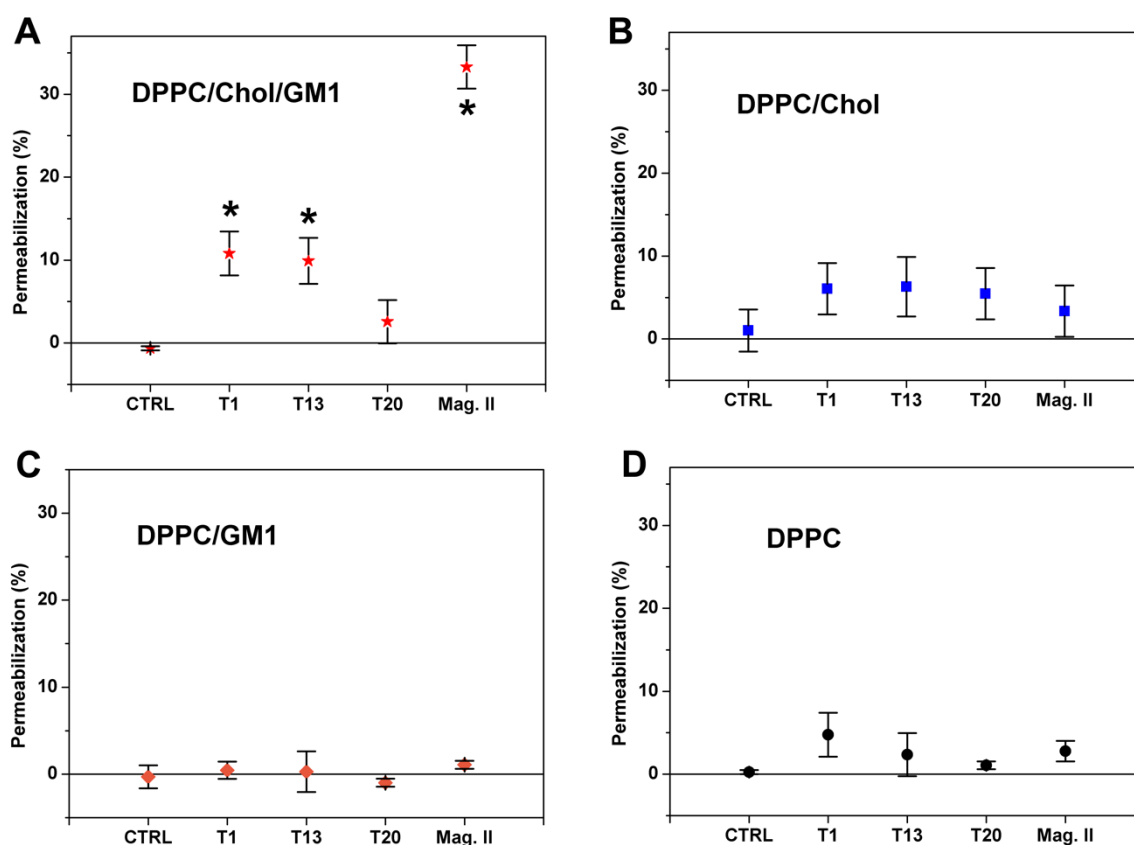 A
DPPC/Chol/GM1
Permeabilization (%)
30
20
10
0
*
*
*
CTRL T1 T13 T20 Mag. II
B
DPPC/Chol
Permeabilization (%)
30
20
10
0
CTRL T1 T13 T20 Mag. II
C
DPPC/GM1
Permeabilization (%)
30
20
10
0
CTRL T1 T13 T20 Mag. II
D
DPPC
Permeabilization (%)
30
20
10
0
CTRL T1 T13 T20 Mag. II